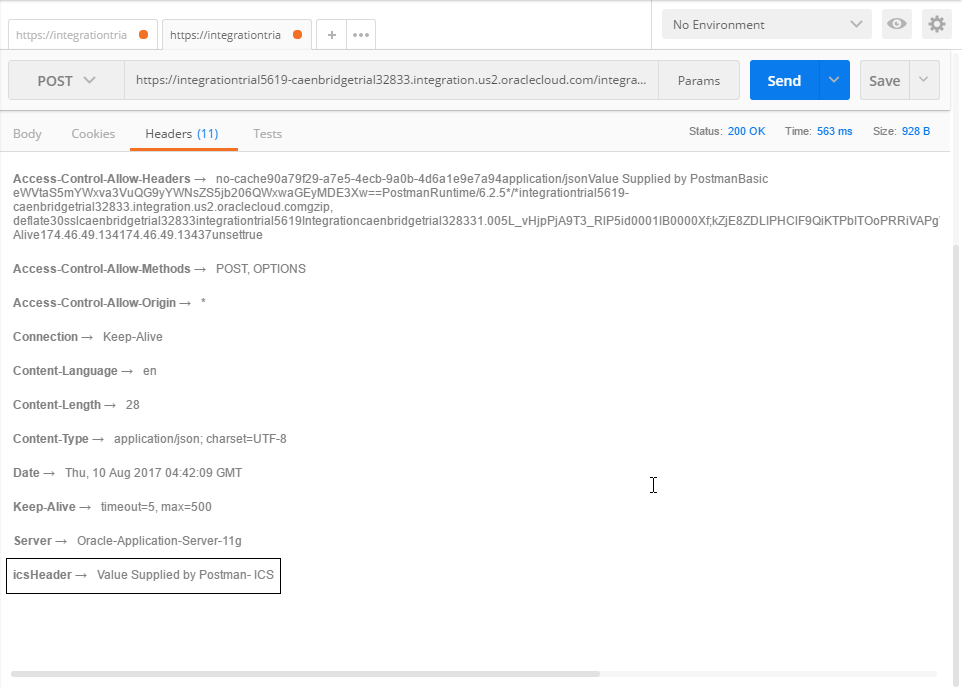 https://integrationtria https://integrationtria + No Environment
POST https://integrationtrial5619-caenbridgetrial32833.integration.us2.oraclecloud.com/integra... Params Send Save
Body Cookies Headers (11) Tests Status: 200 OK Time: 563 ms Size: 928 B
Access-Control-Allow-Headers → no-cache90a79f29-a7e5-4ecb-9a0b-4d6a1e9e7a94application/jsonValue Supplied by PostmanBasic
eWVtaS5mYWxva3VuQG9yYWNsZS5jb206QWxwaGEyMDE3Xw==PostmanRuntime/6.2.5*/*integrationtrial5619-
caenbridgetrial32833.integration.us2.oraclecloud.comgzip,
deflate30sslcaenbridgetrial32833integrationtrial5619Integrationcaenbridgetrial328331.005L_vHjpPjA9T3_RIP5id0001IB0000Xf;kZjE8ZDLIPHCIF9QiKTPbITOoPRRiVAPg
Alive174.46.49.134174.46.49.13437unsettrue
Access-Control-Allow-Methods → POST, OPTIONS
Access-Control-Allow-Origin → *
Connection → Keep-Alive
Content-Language → en
Content-Length → 28
Content-Type → application/json; charset=UTF-8
Date → Thu, 10 Aug 2017 04:42:09 GMT
Keep-Alive → timeout=5, max=500
Server → Oracle-Application-Server-11g
icsHeader → Value Supplied by Postman- ICS